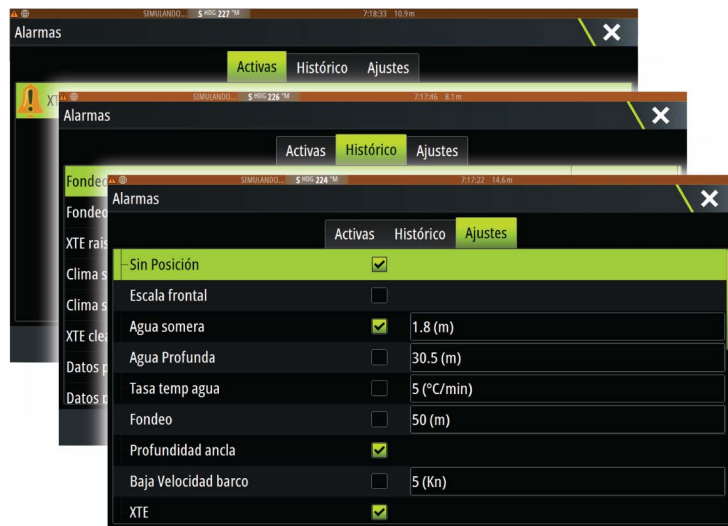 SIMULANDO... S HDG 227 °M 7:18:33 10.9 m
Alarmas
Activas Histórico Ajustes
SIMULANDO... S HDG 226 °M 7:17:46 8.1 m
Alarmas
Activas Histórico Ajustes
SIMULANDO... S HDG 224 °M 7:17:22 14.6 m
Alarmas
Activas Histórico Ajustes
XTE rais
Clima s
Clima s
XTE clea
Datos p
Sin Posición
Escala frontal
Agua somera 1.8 (m)
Agua Profunda 30.5 (m)
Tasa temp agua 5 (°C/min)
Fondeo 50 (m)
Profundidad ancla
Baja Velocidad barco 5 (Kn)
XTE